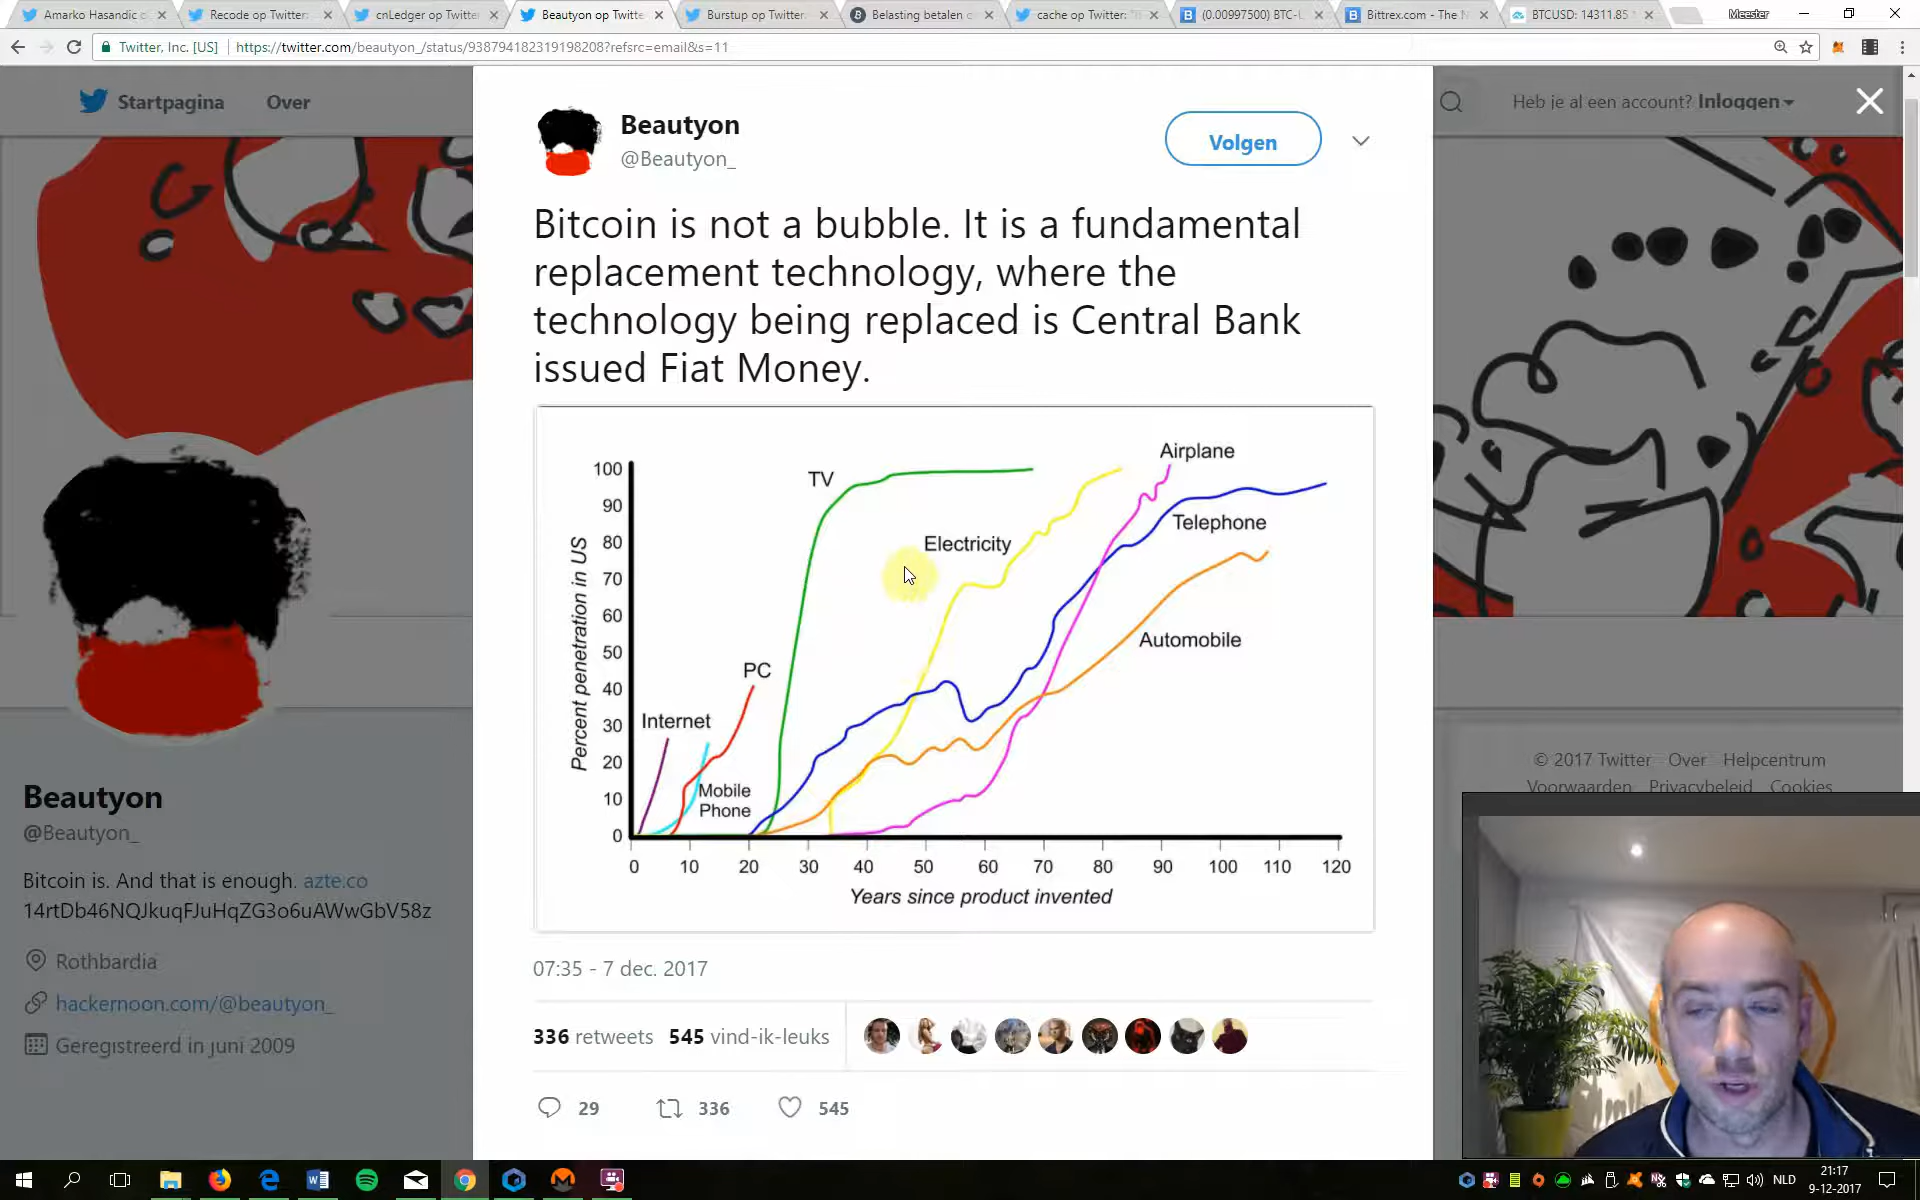 Amarko Hasandic
Recode op Twitter:
cnLedger op Twitter
Beautyon op Twitte
Burstup op Twitter.
Belasting betalen
cache op Twitter:
(0.00997500) BTC-
Bittrex.com - The N
BTCUSD: 14311.85
Meester
Twitter, Inc. [US]
https://twitter.com/beautyon_/status/938794182319198208?refsrc=email&s=11
Startpagina
Over
Heb je al een account? Inloggen
Beautyon
@Beautyon_
Volgen
Bitcoin is not a bubble. It is a fundamental
replacement technology, where the
technology being replaced is Central Bank
issued Fiat Money.
Percent penetration in US
100
90
80
70
60
50
40
30
20
10
0
TV
Electricity
Airplane
Telephone
Automobile
PC
Internet
Mobile
Phone
0 10 20 30 40 50 60 70 80 90 100 110 120
Years since product invented
07:35 - 7 dec. 2017
336 retweets 545 vind-ik-leuks
29 336 545
Beautyon
@Beautyon_
Bitcoin is. And that is enough. azte.co
14rtDb46NQJkuqFJuHqZG3o6uAWwGbV58z
Rothbardia
hackernoon.com/@beautyon_
Geregistreerd in juni 2009
© 2017 Twitter Over Helpcentrum
Voorwaarden Privacybeleid Cookies
NLD
21:17
9-12-2017